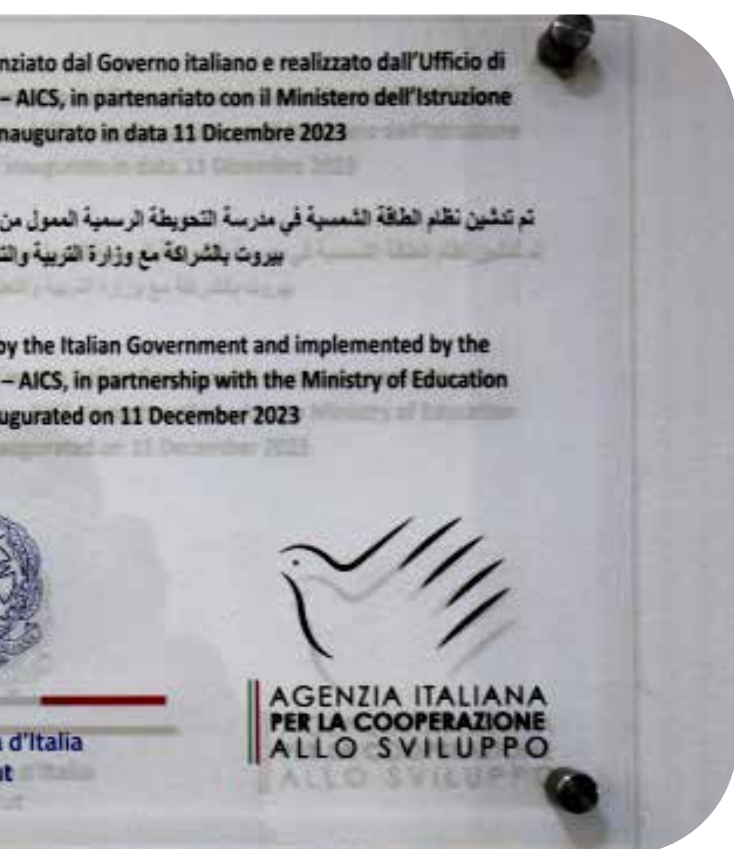 nziato dal Governo italiano e realizzato dall'Ufficio di
– AICS, in partenariato con il Ministero dell'Istruzione
naugurato in data 11 Dicembre 2023
تم تدشين نظام الطاقة الشمسية في مدرسة التحويطة الرسمية الممول من
بيروت بالشراكة مع وزارة التربية والت
by the Italian Government and implemented by the
– AICS, in partnership with the Ministry of Education
ugurated on 11 December 2023
d'Italia
ut
AGENZIA ITALIANA
PER LA COOPERAZIONE
ALLO SVILUPPO